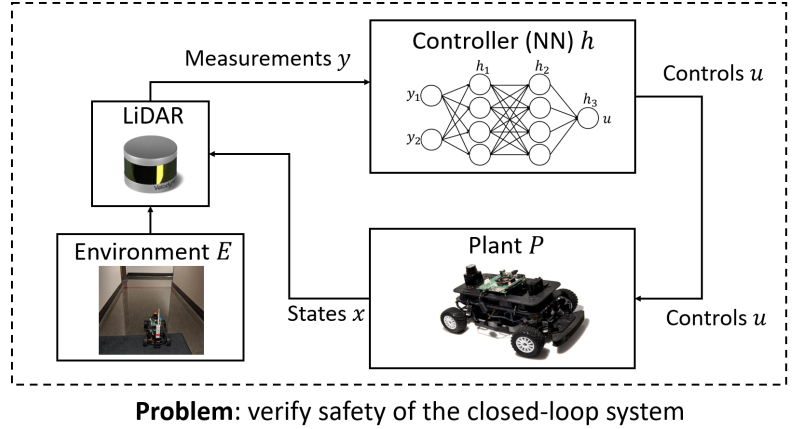 Measurements y
Controller (NN) h
h₁
h₂
h₃
y₁
y₂
u
Controls u
LiDAR
Velodyne
Environment E
Plant P
States x
Controls u
Problem: verify safety of the closed-loop system